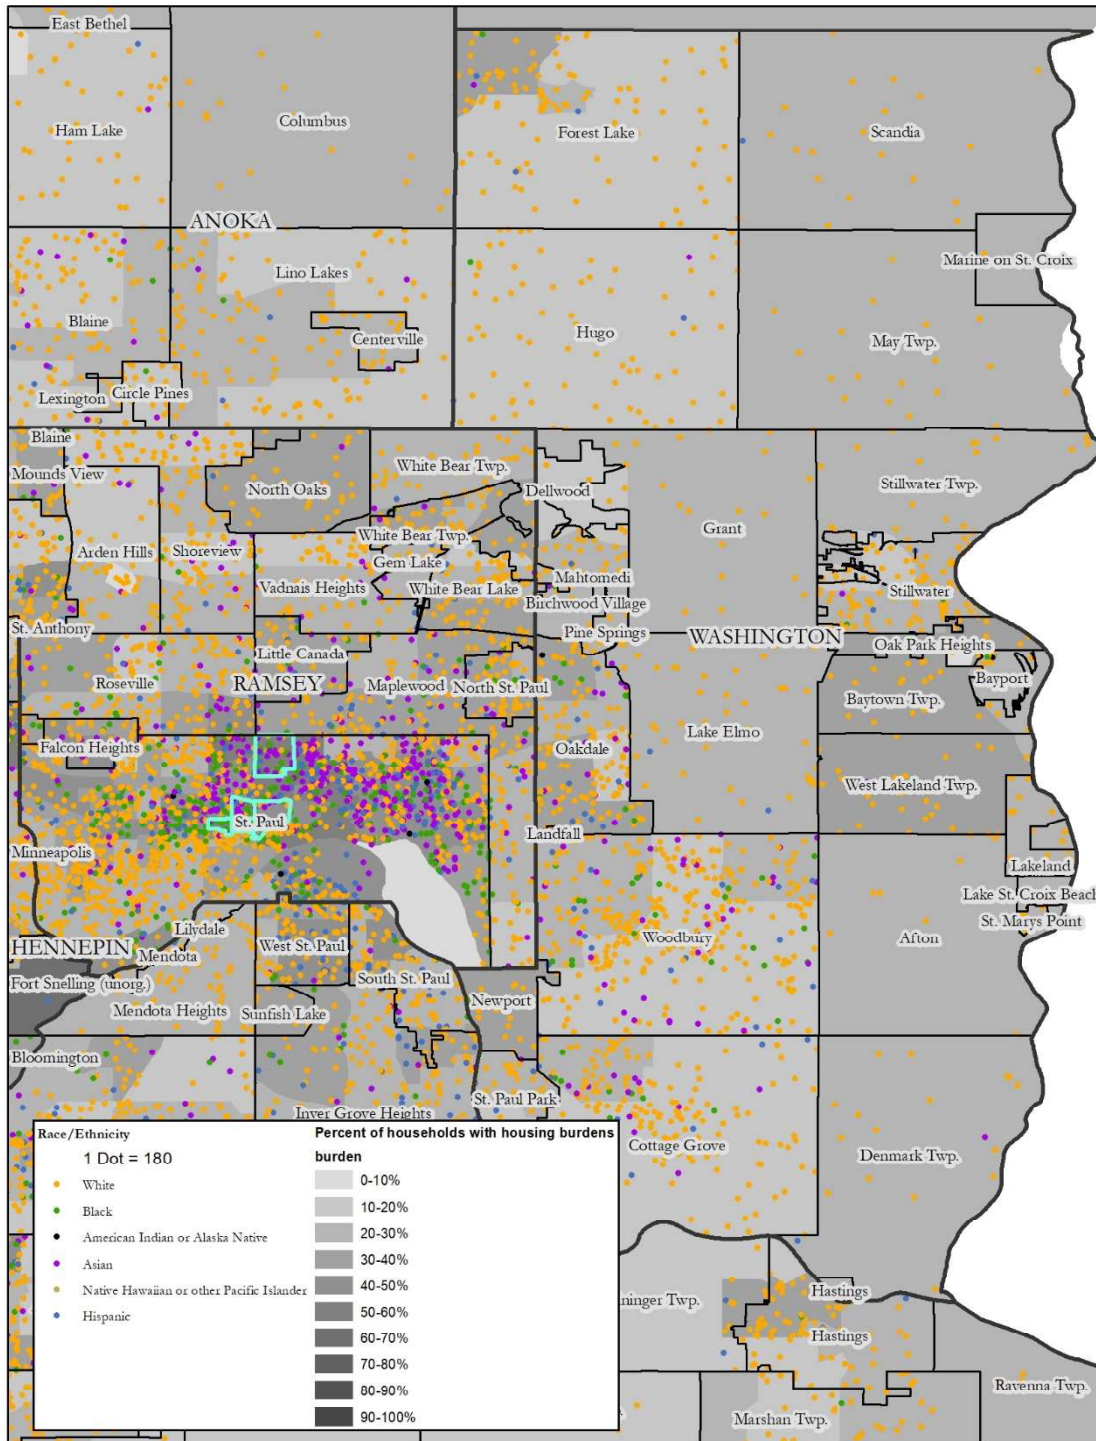 East Bethel
Ham Lake
Columbus
Forest Lake
Scandia
ANOKA
Marine on St. Croix
Lino Lakes
Blaine
Centerville
Hugo
May Twp.
Lexington
Circle Pines
Blaine
Mounds View
White Bear Twp.
North Oaks
Dellwood
Stillwater Twp.
Grant
White Bear Twp.
Arden Hills
Shoreview
Gem Lake
Vadnais Heights
White Bear Lake
Mahtomedi
Birchwood Village
Stillwater
St. Anthony
Pine Springs
WASHINGTON
Oak Park Heights
Little Canada
Roseville
RAMSEY
Maplewood
North St. Paul
Bayport
Baytown Twp.
Falcon Heights
Oakdale
Lake Elmo
West Lakeland Twp.
St. Paul
Landfall
Minneapolis
Lakeland
Lake St. Croix Beach
St. Marys Point
Lilydale
HENNEPIN
Mendota
West St. Paul
Woodbury
Afton
Fort Snelling (unorg.)
South St. Paul
Mendota Heights
Sunfish Lake
Newport
Bloomington
St. Paul Park
Inver Grove Heights
Cottage Grove
Denmark Twp.
Race/Ethnicity
1 Dot = 180
White
Black
American Indian or Alaska Native
Asian
Native Hawaiian or other Pacific Islander
Hispanic
Percent of households with housing burdens
burden
0-10%
10-20%
20-30%
30-40%
40-50%
50-60%
60-70%
70-80%
80-90%
90-100%
ninger Twp.
Hastings
Hastings
Ravenna Twp.
Marshan Twp.